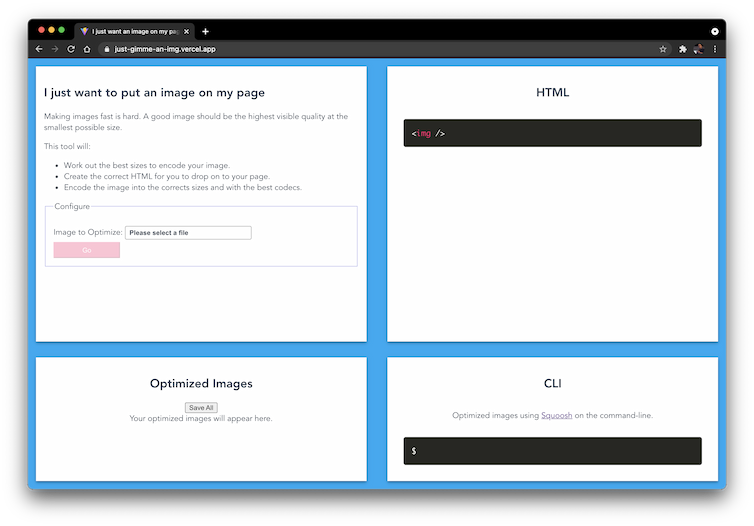 I just want an image on my pag
just-gimme-an-img.vercel.app
I just want to put an image on my page
Making images fast is hard. A good image should be the highest visible quality at the
smallest possible size.
This tool will:
Work out the best sizes to encode your image.
Create the correct HTML for you to drop on to your page.
Encode the image into the corrects sizes and with the best codecs.
Configure
Image to Optimize: Please select a file
Go
HTML
<img />
Optimized Images
Save All
Your optimized images will appear here.
CLI
Optimized images using Squoosh on the command-line.
$